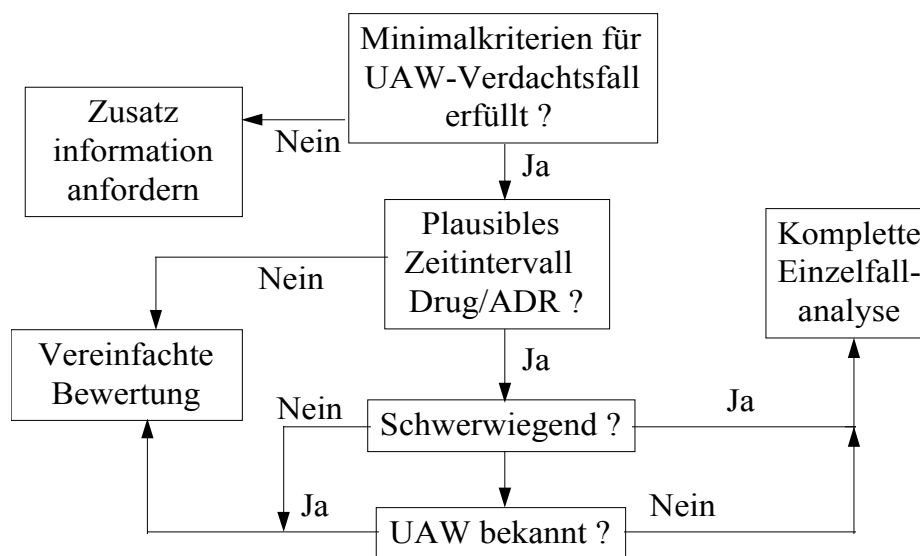 Minimalkriterien für
UAW-Verdachtsfall
erfüllt ?
Nein
Zusatz
information
anfordern
Ja
Plausibles
Zeitintervall
Drug/ADR ?
Nein
Komplette
Einzelfall-
analyse
Vereinfachte
Bewertung
Ja
Nein
Schwerwiegend ?
Ja
Ja
UAW bekannt ?
Nein